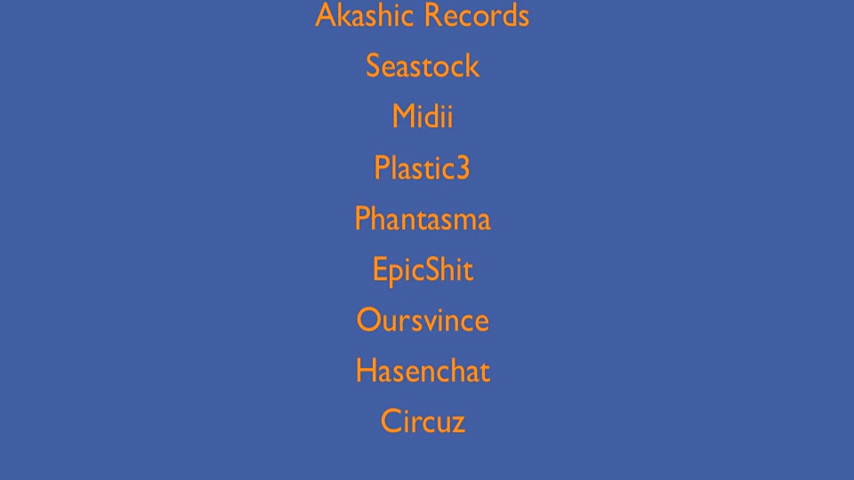 Akashic Records
Seastock
Midii
Plastic3
Phantasma
EpicShit
Oursvince
Hasenchat
Circuz